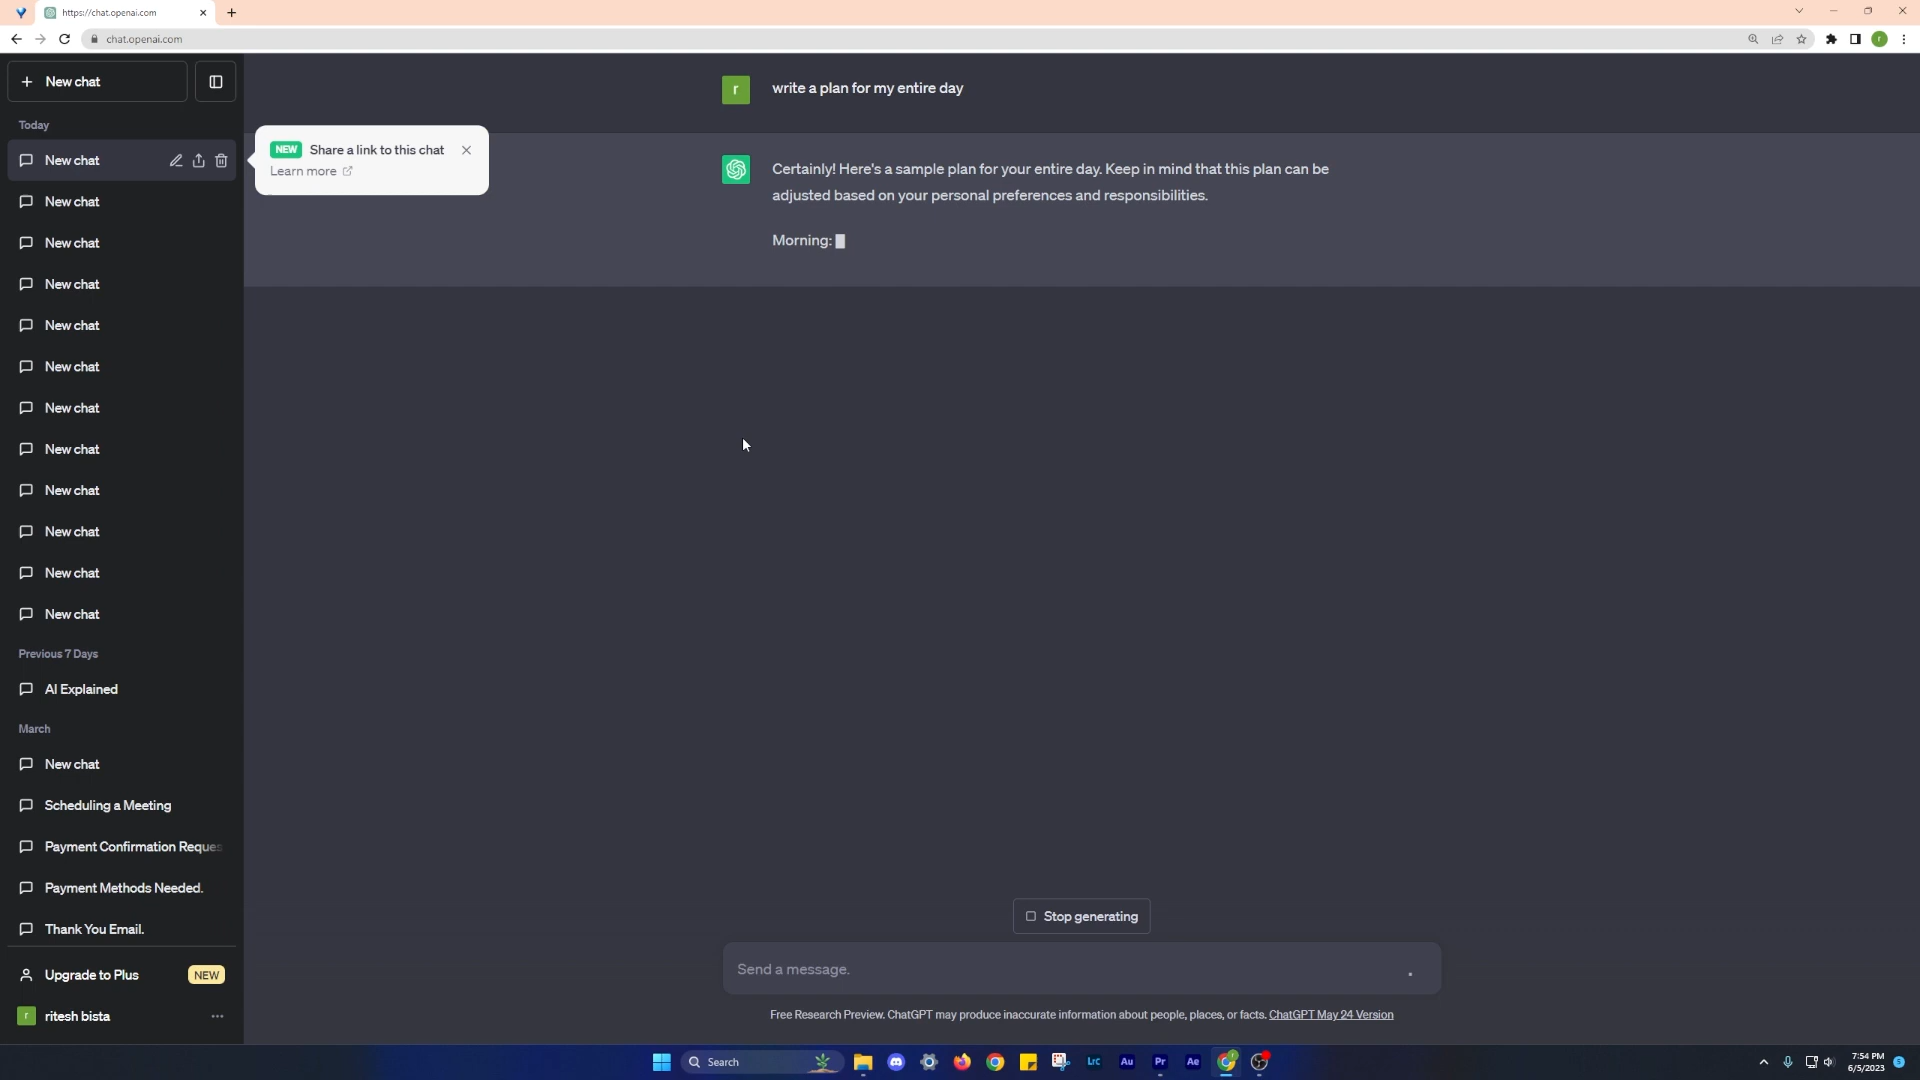 https://chat.openai.com
chat.openai.com
r
New chat
Today
New chat
New chat
New chat
New chat
New chat
New chat
New chat
New chat
New chat
New chat
New chat
New chat
Previous 7 Days
AI Explained
March
New chat
Scheduling a Meeting
Payment Confirmation Reques
Payment Methods Needed.
Thank You Email.
Upgrade to Plus NEW
r ritesh bista
NEW Share a link to this chat
Learn more
r write a plan for my entire day
Certainly! Here's a sample plan for your entire day. Keep in mind that this plan can be
adjusted based on your personal preferences and responsibilities.
Morning:
Stop generating
Send a message.
Free Research Preview. ChatGPT may produce inaccurate information about people, places, or facts. ChatGPT May 24 Version
Search
LrC Au Pr Ae
7:54 PM
6/5/2023
5